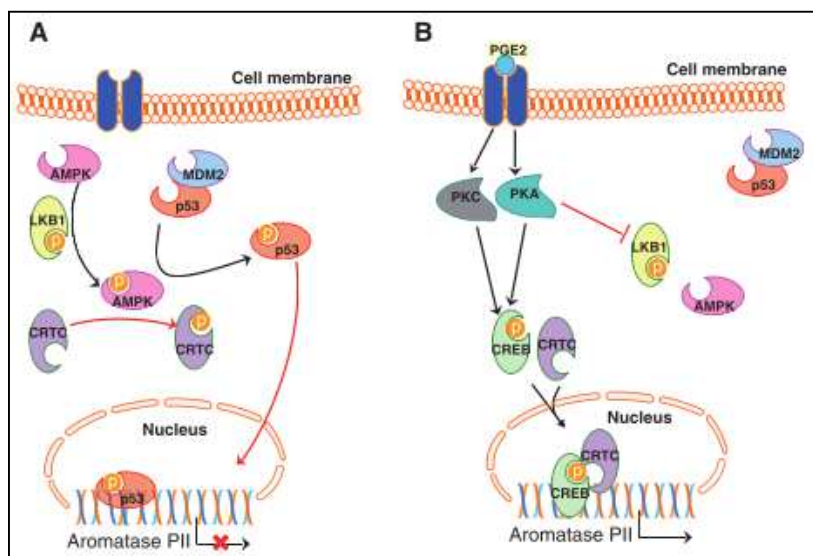 A
Cell membrane
AMPK
MDM2
p53
LKB1
P
P
p53
P
AMPK
CRTC
P
CRTC
Nucleus
P
p53
Aromatase PII
B
PGE2
Cell membrane
MDM2
p53
PKC
PKA
LKB1
P
AMPK
P
CREB
CRTC
Nucleus
CRTC
P
CREB
Aromatase PII